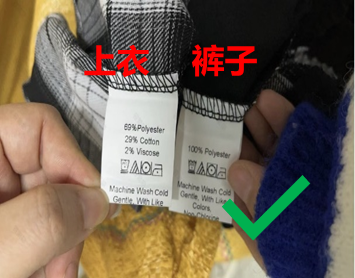 上衣
裤子
69%Polyester
29% Cotton
2% Viscose
Machine Wash Cold
Gentle, With Like
100% Polyester
Machine Wash Cold
Gentle, With Like
Colors